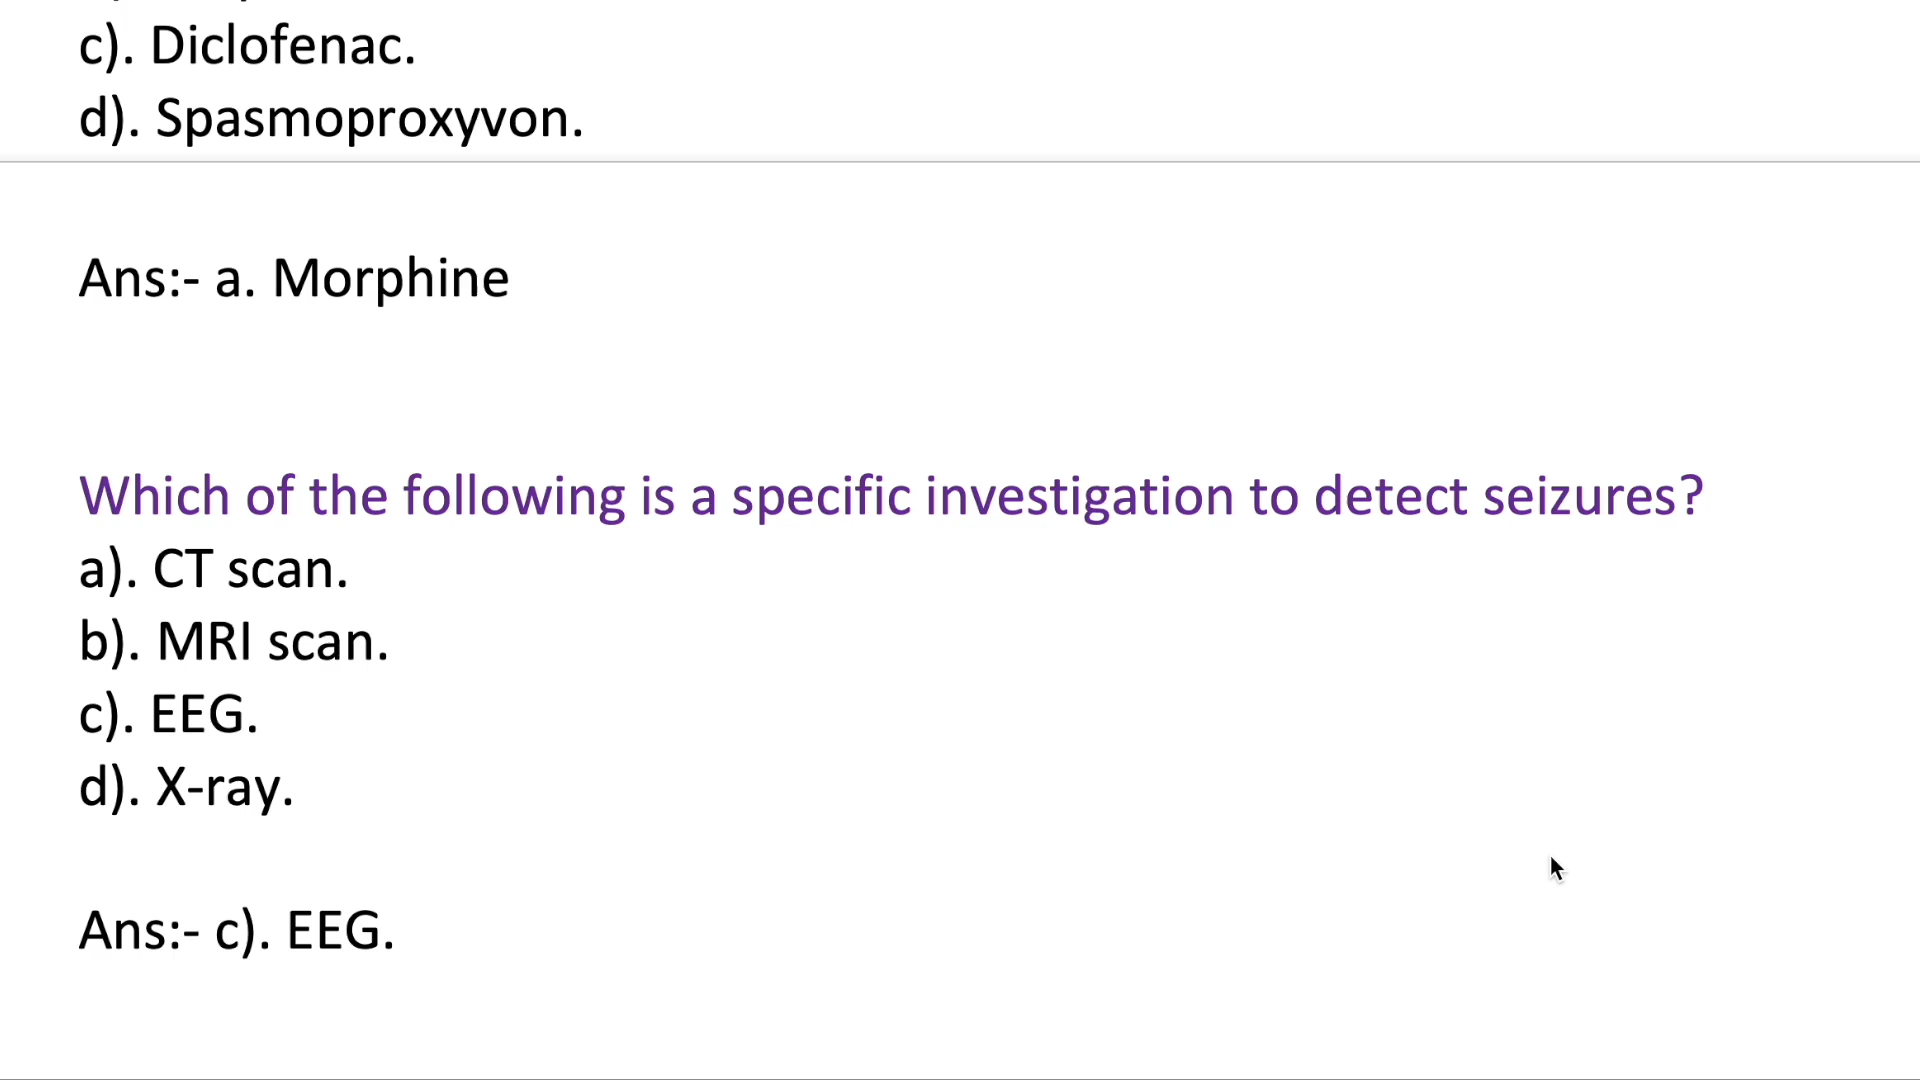 c). Diclofenac.
d). Spasmoproxyvon.
Ans:- a. Morphine
Which of the following is a specific investigation to detect seizures?
a). CT scan.
b). MRI scan.
c). EEG.
d). X-ray.
Ans:- c). EEG.